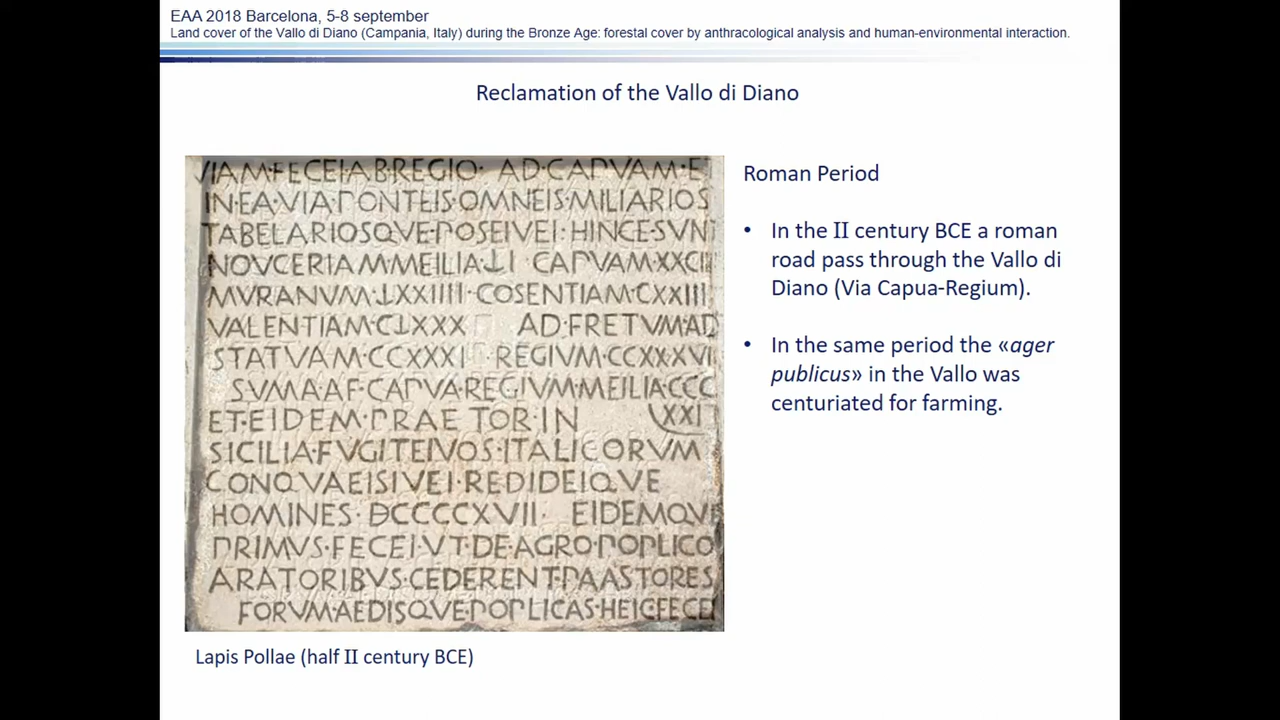 EAA 2018 Barcelona, 5-8 september
Land cover of the Vallo di Diano (Campania, Italy) during the Bronze Age: forestal cover by anthracological analysis and human-environmental interaction.
Reclamation of the Vallo di Diano
VIAM·FECEI·AB·REGIO· AD·CAPVAM·E
IN·EA·VIA·PONTEIS·OMNEIS·MILIARIOS
TABELARIOSQVE·POSEIVEI·HINCE·SVN
NOVCERIAM·MEILIA·ↆI CAPVAM·XXCIII
MVRANVM·ↆXXIIII·COSENTIAM·CXXIII
VALENTIAM·CↆXXX AD·FRETVM·AD
STATVAM·CCXXXI REGIVM·CCXXXVII
SVMA·AF·CAPVA·REGIVM·MEILIA·CCC
ET·EIDEM·PRAETOR·IN XXI
SICILIA·FVGITEIVOS·ITALICORVM
CONQVAEISIVEI·REDIDEIQVE
HOMINES· DCCCCXVII EIDEMQVE
PRIMVS·FECEI·VT·DE·AGRO·POPLICO
ARATORIBVS·CEDERENT·PAASTORES
FORVM·AEDISQVE·POPLICAS·HEIC·FECEI
Lapis Pollae (half II century BCE)
Roman Period
• In the II century BCE a roman
road pass through the Vallo di
Diano (Via Capua-Regium).
• In the same period the «ager
publicus» in the Vallo was
centuriated for farming.